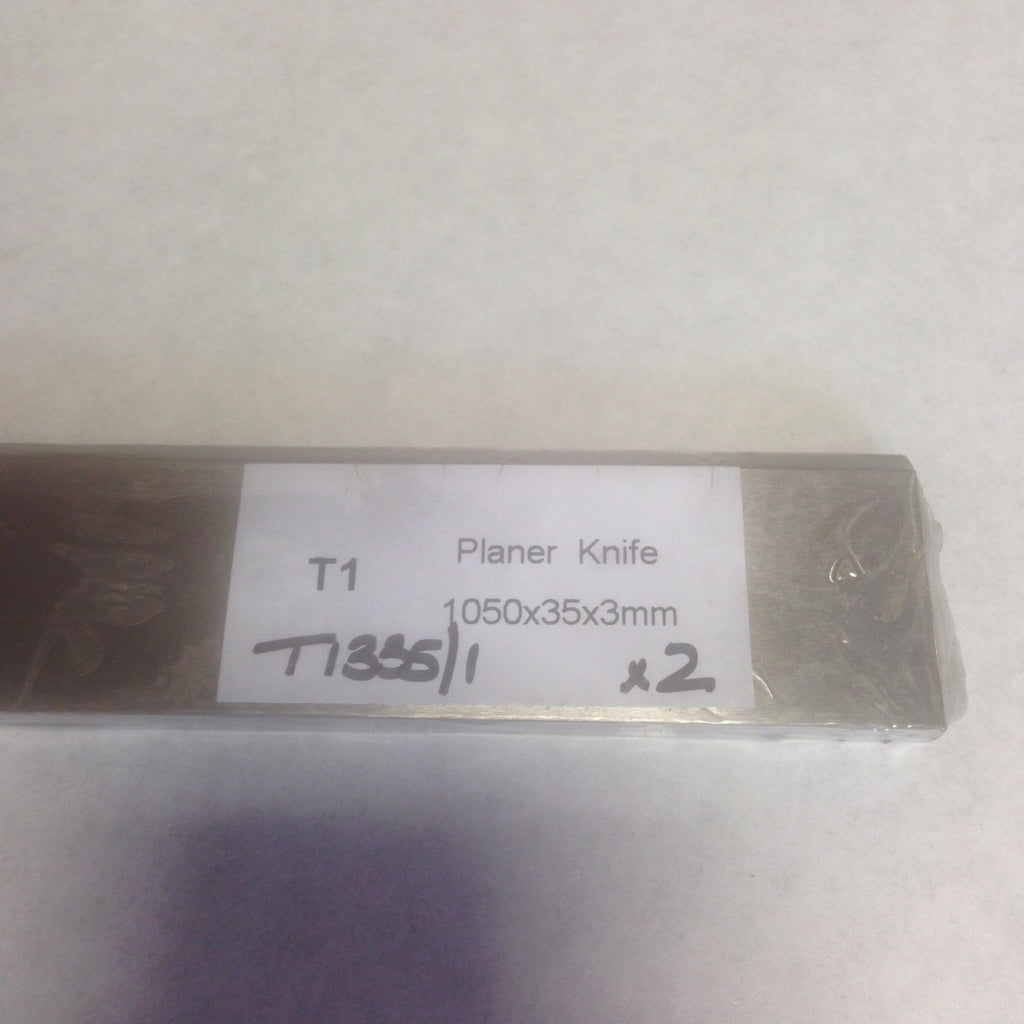 T1 Planer Knife
1050x35x3mm
T1335/1 x2